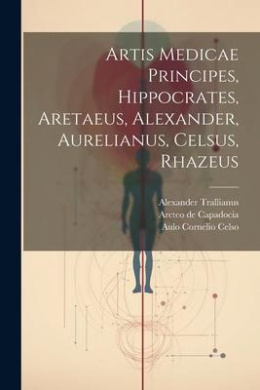 Artis Medicae
Principes,
Hippocrates,
Aretaeus, Alexander,
Aurelianus, Celsus,
Rhazeus
Alexander Trallianus
Areteo de Capadocia
Aulo Cornelio Celso